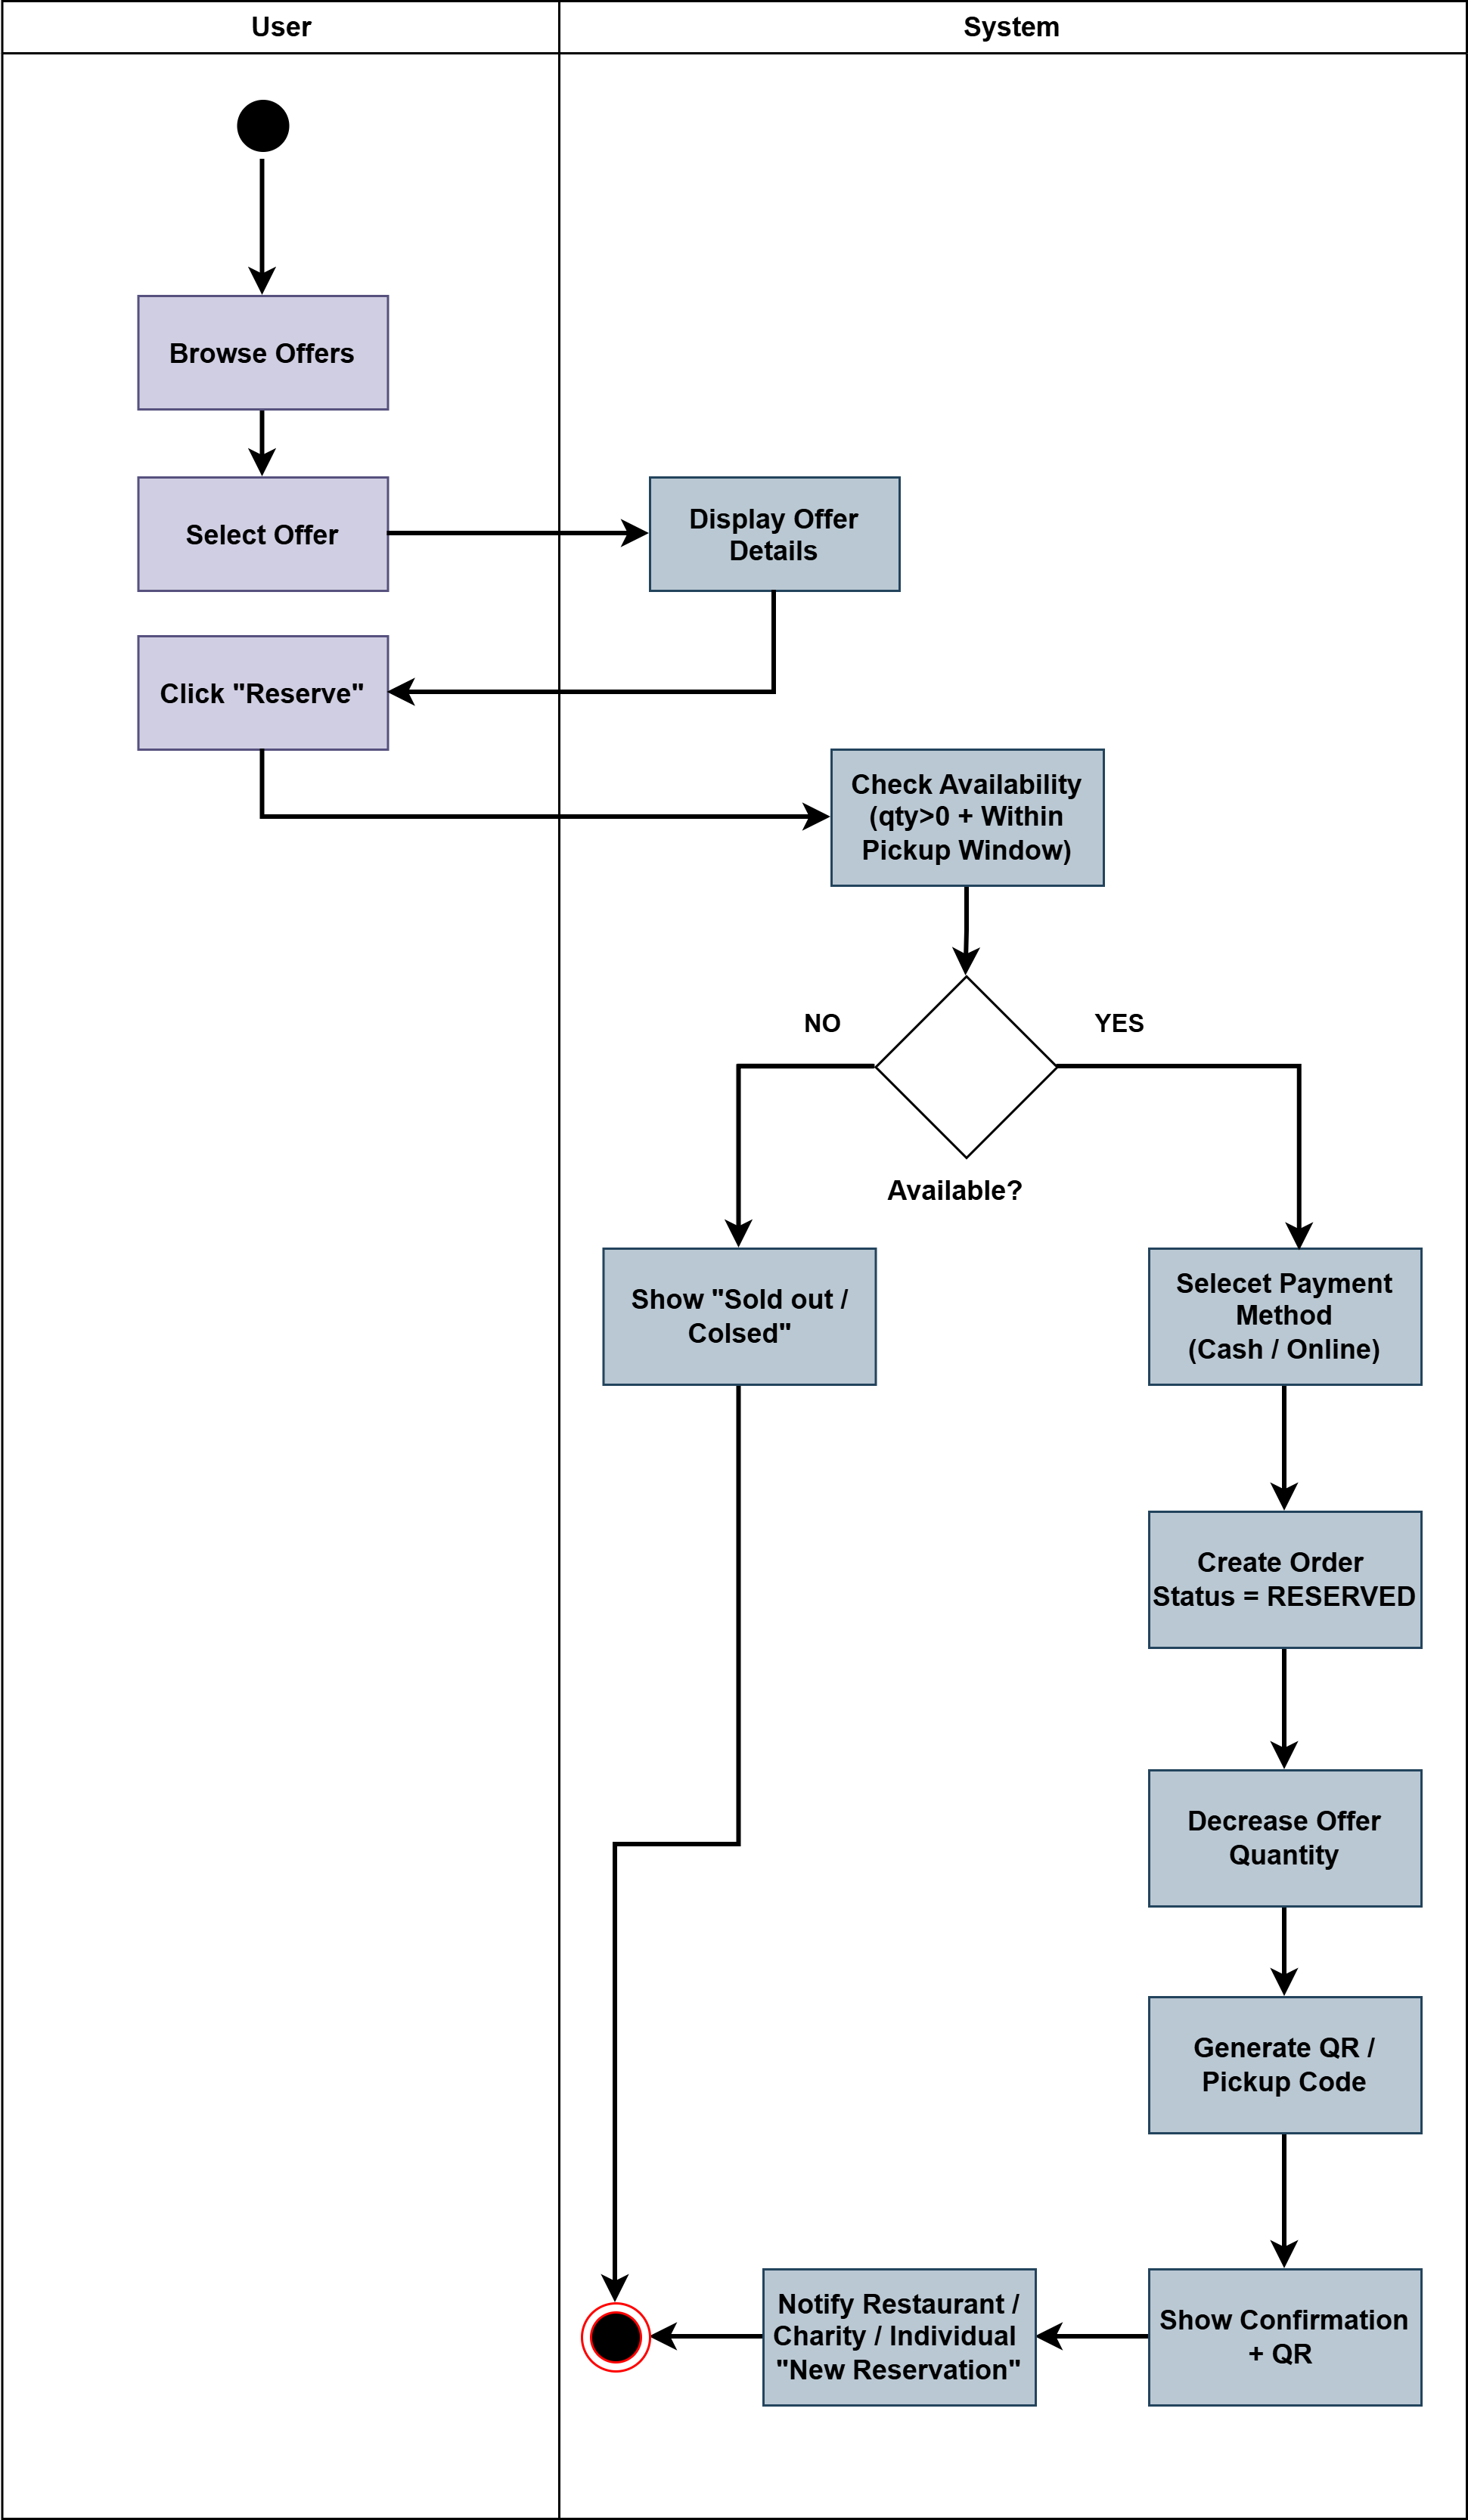 User
System
Browse Offers
Select Offer
Display Offer
Details
Click "Reserve"
Check Availability
(qty>0 + Within
Pickup Window)
NO
YES
Available?
Show "Sold out /
Colsed"
Selecet Payment
Method
(Cash / Online)
Create Order
Status = RESERVED
Decrease Offer
Quantity
Generate QR /
Pickup Code
Notify Restaurant /
Charity / Individual
"New Reservation"
Show Confirmation
+ QR